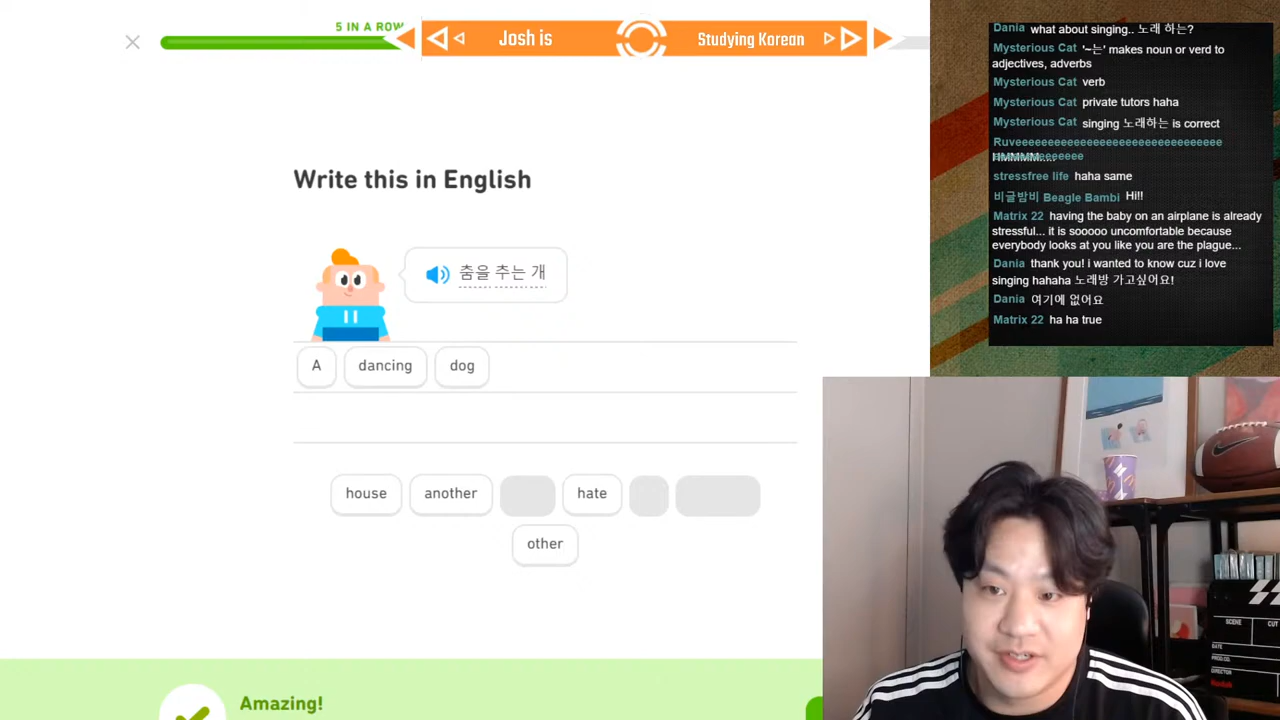 5 IN A ROW
Josh is
Studying Korean
Write this in English
춤을 추는 개
A dancing dog
house another hate
other
Amazing!
Dania what about singing.. 노래 하는?
Mysterious Cat '~는' makes noun or verd to
adjectives, adverbs
Mysterious Cat verb
Mysterious Cat private tutors haha
Mysterious Cat singing 노래하는 is correct
stressfree life haha same
비글밤비 Beagle Bambi Hi!!
Matrix 22 having the baby on an airplane is already
stressful... it is sooooo uncomfortable because
everybody looks at you like you are the plague...
Dania thank you! i wanted to know cuz i love
singing hahaha 노래방 가고싶어요!
Dania 여기에 없어요
Matrix 22 ha ha true
SCENE
CUT
DATE
PROD.CO.
DIRECTOR